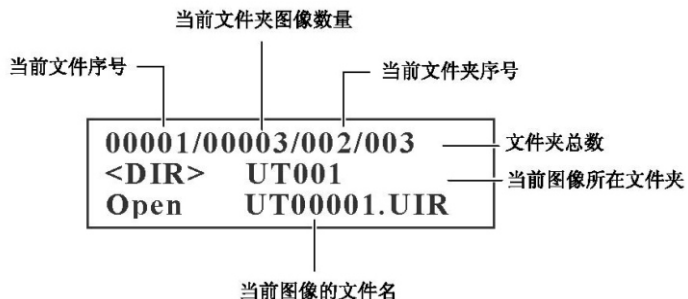 当前文件夹图像数量
当前文件序号
当前文件夹序号
00001/00003/002/003
文件夹总数
<DIR> UT001
当前图像所在文件夹
Open UT00001.UIR
当前图像的文件名